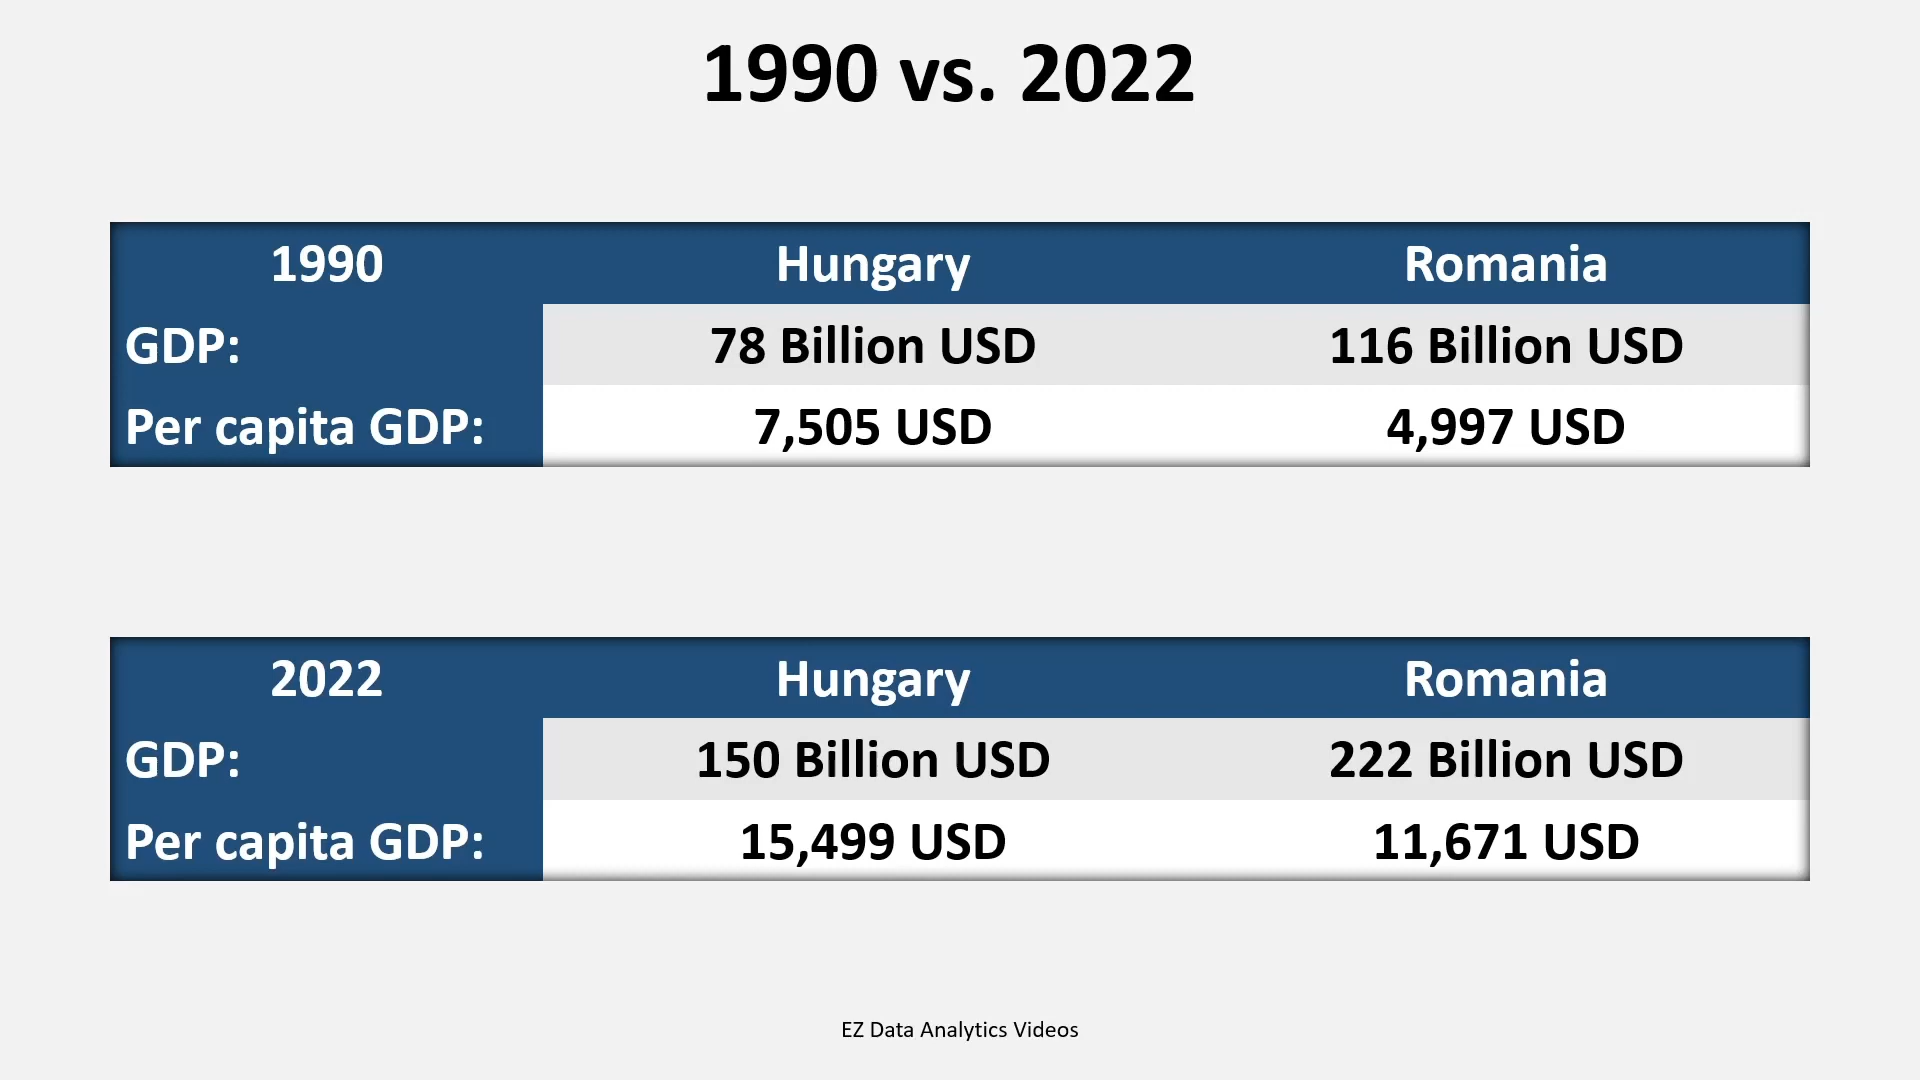 1990 vs. 2022
1990 Hungary Romania
GDP: 78 Billion USD 116 Billion USD
Per capita GDP: 7,505 USD 4,997 USD
2022 Hungary Romania
GDP: 150 Billion USD 222 Billion USD
Per capita GDP: 15,499 USD 11,671 USD
EZ Data Analytics Videos